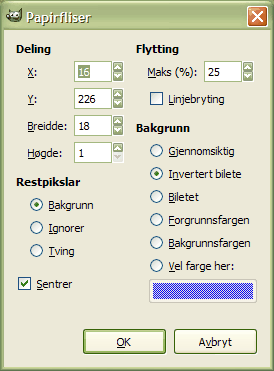 Papirfliser
Deling
X: 16
Y: 226
Breidde: 18
Høgde: 1
Restpikslar
Bakgrunn
Ignorer
Tving
Sentrer
Flytting
Maks (%): 25
Linjebryting
Bakgrunn
Gjennomsiktig
Invertert bilete
Biletet
Forgrunnsfargen
Bakgrunnsfargen
Vel farge her:
OK
Avbryt